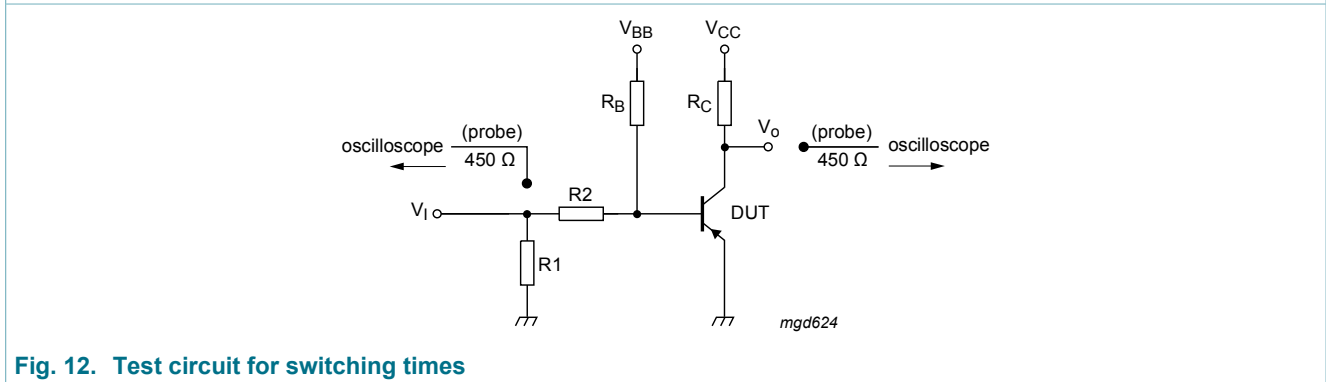 VBB
VCC
RB
RC
Vo
(probe)
oscilloscope
450 Ω
(probe)
oscilloscope
450 Ω
R2
VI
DUT
R1
mgd624
Fig. 12. Test circuit for switching times